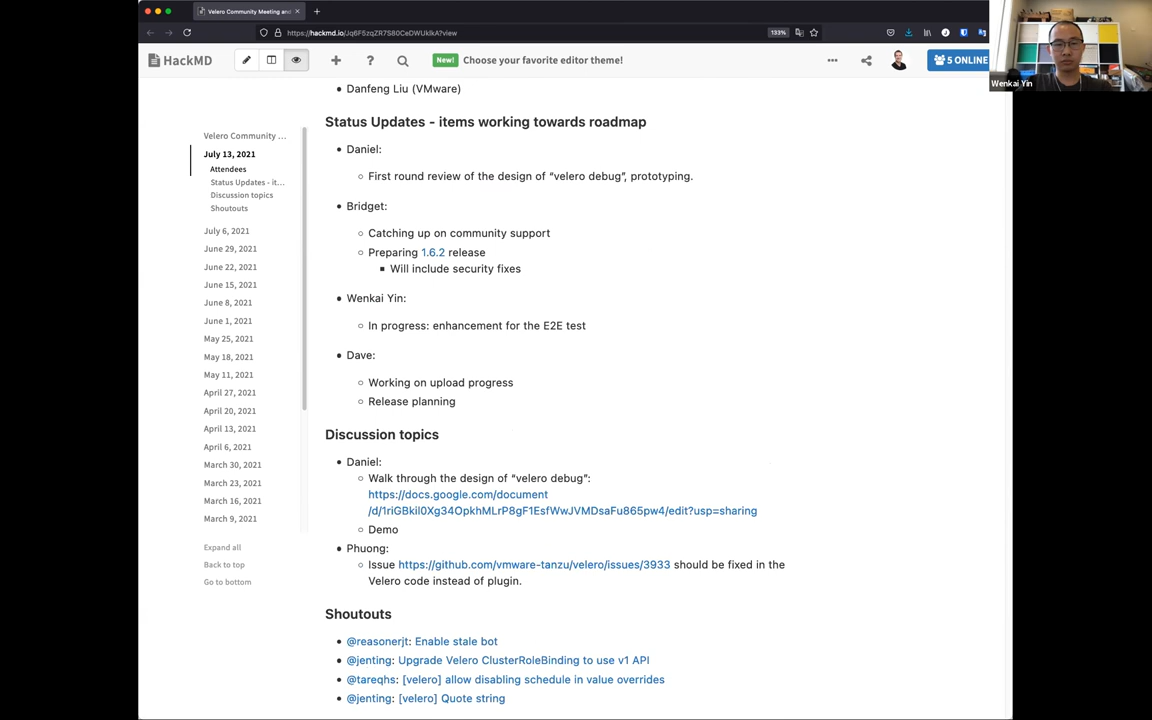 Velero Community Meeting and
https://hackmd.io/Jq6F5zqZR7S80CeDWUklkA?view
133%
HackMD
New!
Choose your favorite editor theme!
5 ONLINE
Wenkai Yin
Danfeng Liu (VMware)
Velero Community ...
July 13, 2021
Attendees
Status Updates - it...
Discussion topics
Shoutouts
July 6, 2021
June 29, 2021
June 22, 2021
June 15, 2021
June 8, 2021
June 1, 2021
May 25, 2021
May 18, 2021
May 11, 2021
April 27, 2021
April 20, 2021
April 13, 2021
April 6, 2021
March 30, 2021
March 23, 2021
March 16, 2021
March 9, 2021
Expand all
Back to top
Go to bottom
Status Updates - items working towards roadmap
Daniel:
First round review of the design of “velero debug”, prototyping.
Bridget:
Catching up on community support
Preparing 1.6.2 release
Will include security fixes
Wenkai Yin:
In progress: enhancement for the E2E test
Dave:
Working on upload progress
Release planning
Discussion topics
Daniel:
Walk through the design of “velero debug”:
https://docs.google.com/document
/d/1riGBkil0Xg34OpkhMLrP8gF1EsfWwJVMDsaFu865pw4/edit?usp=sharing
Demo
Phuong:
Issue https://github.com/vmware-tanzu/velero/issues/3933 should be fixed in the
Velero code instead of plugin.
Shoutouts
@reasonerjt: Enable stale bot
@jenting: Upgrade Velero ClusterRoleBinding to use v1 API
@tareqhs: [velero] allow disabling schedule in value overrides
@jenting: [velero] Quote string